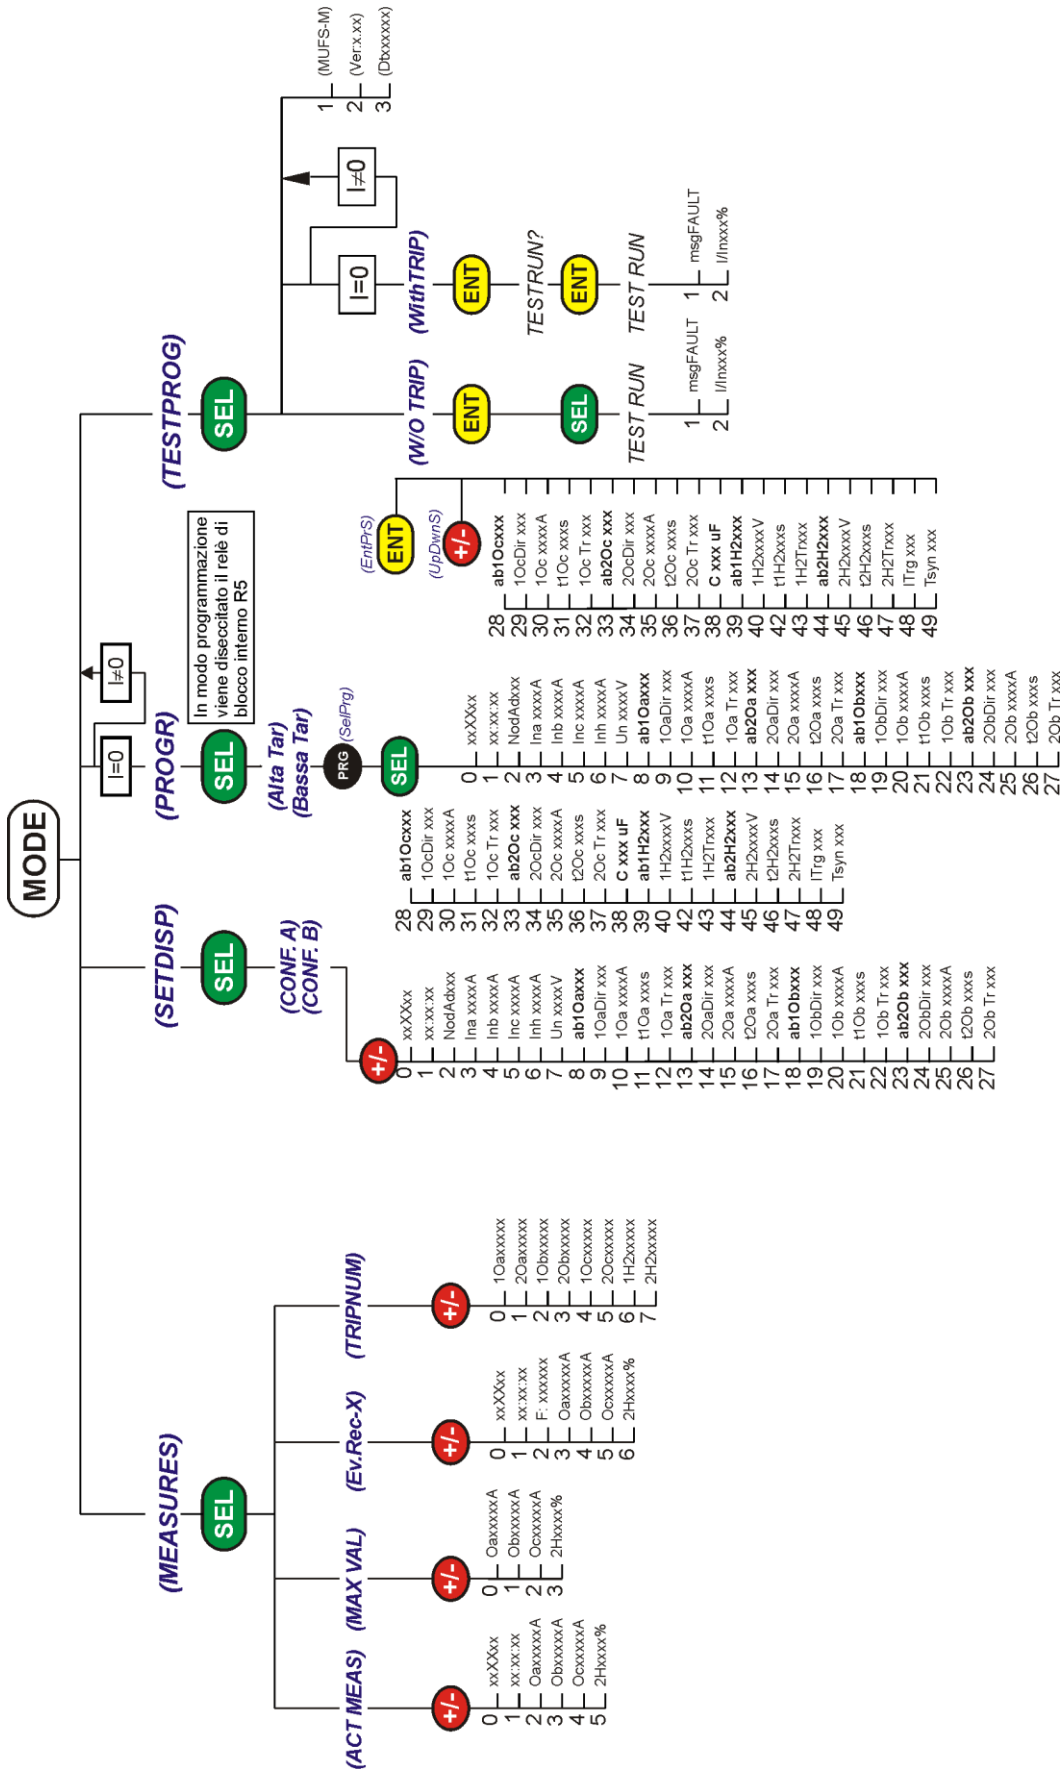 MODE
(MEASURES)
SEL
(ACT MEAS)
+/-
0 xxXXxx
1 xx:xx:xx
2 OaxxxxxA
3 ObxxxxxA
4 OcxxxxxA
5 2Hxxxx%
(MAX VAL)
+/-
0 OaxxxxxA
1 ObxxxxxA
2 OcxxxxxA
3 2Hxxxx%
(Ev.Rec-X)
+/-
0 xxXXxx
1 xx:xx:xx
2 F: xxxxxx
3 OaxxxxxA
4 ObxxxxxA
5 OcxxxxxA
6 2Hxxxx%
(TRIPNUM)
+/-
0 1Oaxxxxx
1 2Oaxxxxx
2 1Obxxxxx
3 2Obxxxxx
4 1Ocxxxxx
5 2Ocxxxxx
6 1H2xxxxx
7 2H2xxxxx
(SETDISP)
SEL
(CONF. A)
(CONF. B)
+/-
0 xxXXxx
1 xx:xx:xx
2 NodAdxxx
3 Ina xxxxA
4 Inb xxxxA
5 Inc xxxxA
6 Inh xxxxA
7 Un xxxxV
8 ab1Oaxxx
9 1OaDir xxx
10 1Oa xxxxA
11 t1Oa xxxs
12 1Oa Tr xxx
13 ab2Oa xxx
14 2OaDir xxx
15 2Oa xxxxA
16 t2Oa xxxs
17 2Oa Tr xxx
18 ab1Obxxx
19 1ObDir xxx
20 1Ob xxxxA
21 t1Ob xxxs
22 1Ob Tr xxx
23 ab2Ob xxx
24 2ObDir xxx
25 2Ob xxxxA
26 t2Ob xxxs
27 2Ob Tr xxx
28 ab1Ocxxx
29 1OcDir xxx
30 1Oc xxxxA
31 t1Oc xxxs
32 1Oc Tr xxx
33 ab2Oc xxx
34 2OcDir xxx
35 2Oc xxxxA
36 t2Oc xxxs
37 2Oc Tr xxx
38 C xxx uF
39 ab1H2xxx
40 1H2xxxxV
42 t1H2xxxs
43 1H2Trxxx
44 ab2H2xxx
45 2H2xxxxV
46 t2H2xxxs
47 2H2Trxxx
48 ITrg xxx
49 Tsyn xxx
I=0
I≠0
(PROGR)
SEL
In modo programmazione
viene diseccitato il relè di
blocco interno R5
(Alta Tar)
(Bassa Tar)
PRG
(SelPrg)
SEL
0 xxXXxx
1 xx:xx:xx
2 NodAdxxx
3 Ina xxxxA
4 Inb xxxxA
5 Inc xxxxA
6 Inh xxxxA
7 Un xxxxV
8 ab1Oaxxx
9 1OaDir xxx
10 1Oa xxxxA
11 t1Oa xxxs
12 1Oa Tr xxx
13 ab2Oa xxx
14 2OaDir xxx
15 2Oa xxxxA
16 t2Oa xxxs
17 2Oa Tr xxx
18 ab1Obxxx
19 1ObDir xxx
20 1Ob xxxxA
21 t1Ob xxxs
22 1Ob Tr xxx
23 ab2Ob xxx
24 2ObDir xxx
25 2Ob xxxxA
26 t2Ob xxxs
27 2Ob Tr xxx
(EntPrS)
ENT
(UpDwnS)
+/-
28 ab1Ocxxx
29 1OcDir xxx
30 1Oc xxxxA
31 t1Oc xxxs
32 1Oc Tr xxx
33 ab2Oc xxx
34 2OcDir xxx
35 2Oc xxxxA
36 t2Oc xxxs
37 2Oc Tr xxx
38 C xxx uF
39 ab1H2xxx
40 1H2xxxxV
42 t1H2xxxs
43 1H2Trxxx
44 ab2H2xxx
45 2H2xxxxV
46 t2H2xxxs
47 2H2Trxxx
48 ITrg xxx
49 Tsyn xxx
(TESTPROG)
SEL
(W/O TRIP)
ENT
SEL
TEST RUN
1 msgFAULT
2 I/Inxxx%
I=0
I≠0
(WithTRIP)
ENT
TESTRUN?
ENT
TEST RUN
1 msgFAULT
2 I/Inxxx%
1 (MUFS-M)
2 (Ver.x.xx)
3 (Dtxxxxxx)